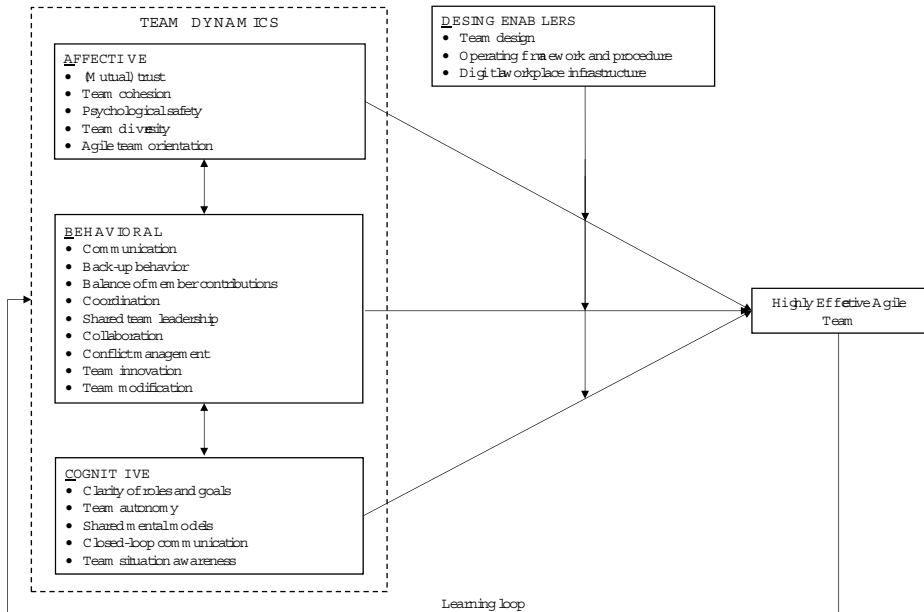 TEAM DYNAMICS
AFFECTIVE
• (Mutual) trust
• Team cohesion
• Psychological safety
• Team diversity
• Agile team orientation
BEHAVIORAL
• Communication
• Back-up behavior
• Balance of member contributions
• Coordination
• Shared team leadership
• Collaboration
• Conflict management
• Team innovation
• Team modification
COGNITIVE
• Clarity of roles and goals
• Team autonomy
• Shared mental models
• Closed-loop communication
• Team situation awareness
DESING ENABLERS
• Team design
• Operating framework and procedure
• Digital workplace infrastructure
Highly Effective Agile
Team
Learning loop